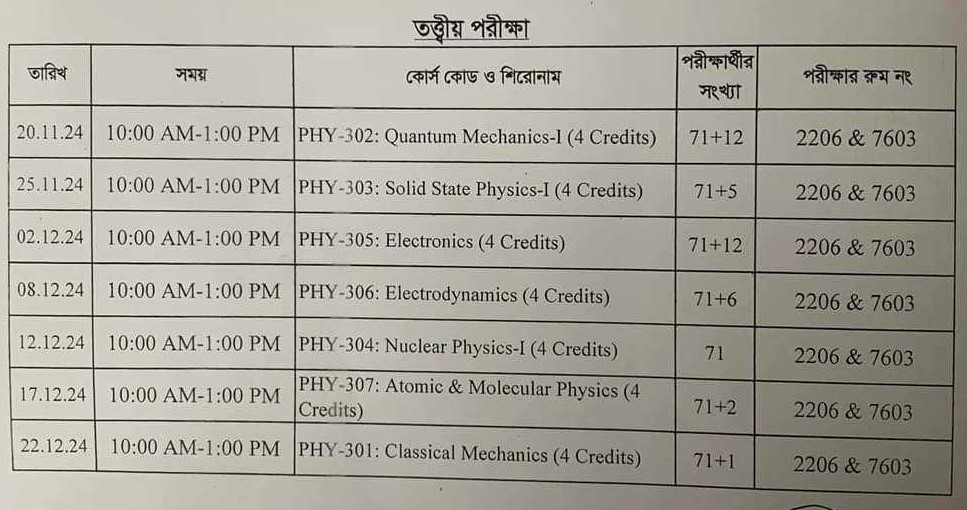 তত্ত্বীয় পরীক্ষা
তারিখ সময় কোর্স কোড ও শিরোনাম পরীক্ষার্থীর সংখ্যা পরীক্ষার রুম নং
20.11.24 10:00 AM-1:00 PM PHY-302: Quantum Mechanics-I (4 Credits) 71+12 2206 & 7603
25.11.24 10:00 AM-1:00 PM PHY-303: Solid State Physics-I (4 Credits) 71+5 2206 & 7603
02.12.24 10:00 AM-1:00 PM PHY-305: Electronics (4 Credits) 71+12 2206 & 7603
08.12.24 10:00 AM-1:00 PM PHY-306: Electrodynamics (4 Credits) 71+6 2206 & 7603
12.12.24 10:00 AM-1:00 PM PHY-304: Nuclear Physics-I (4 Credits) 71 2206 & 7603
17.12.24 10:00 AM-1:00 PM PHY-307: Atomic & Molecular Physics (4 Credits) 71+2 2206 & 7603
22.12.24 10:00 AM-1:00 PM PHY-301: Classical Mechanics (4 Credits) 71+1 2206 & 7603